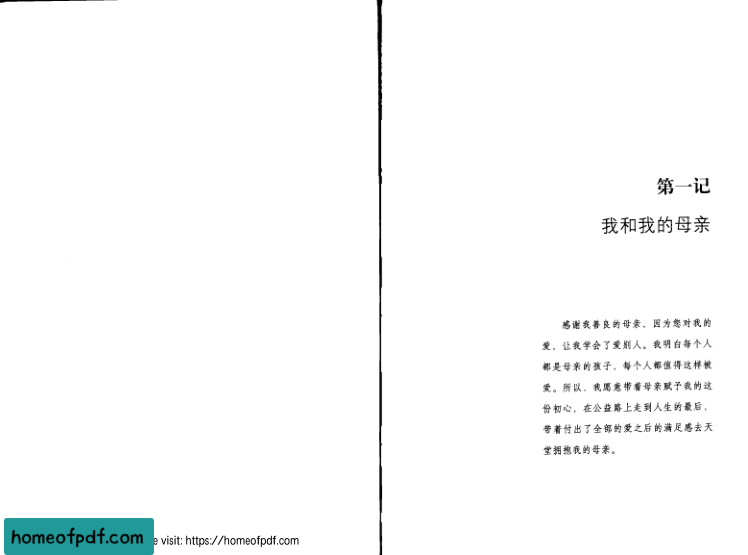 第一记
我和我的母亲
感谢我善良的母亲，因为您对我的
爱，让我学会了爱别人。我明白每个人
都是母亲的孩子，每个人都值得这样被
爱。所以，我愿意带着母亲赋予我的这
份初心，在公益路上走到人生的最后，
带着付出了全部的爱之后的满足感去天
堂拥抱我的母亲。
homeofpdf.com
e visit: https://homeofpdf.com